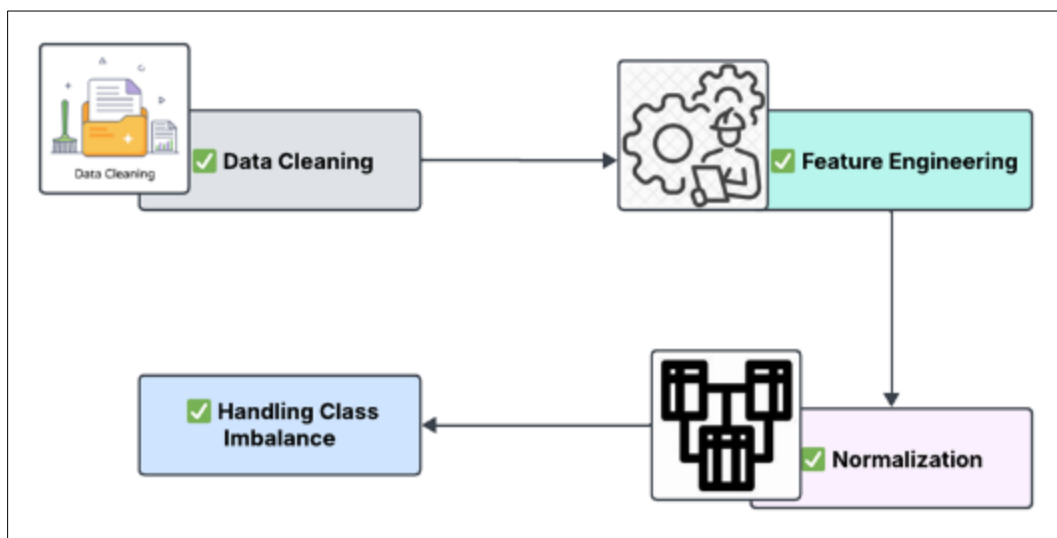 Data Cleaning
✅ Data Cleaning
✅ Feature Engineering
✅ Handling Class
Imbalance
✅ Normalization